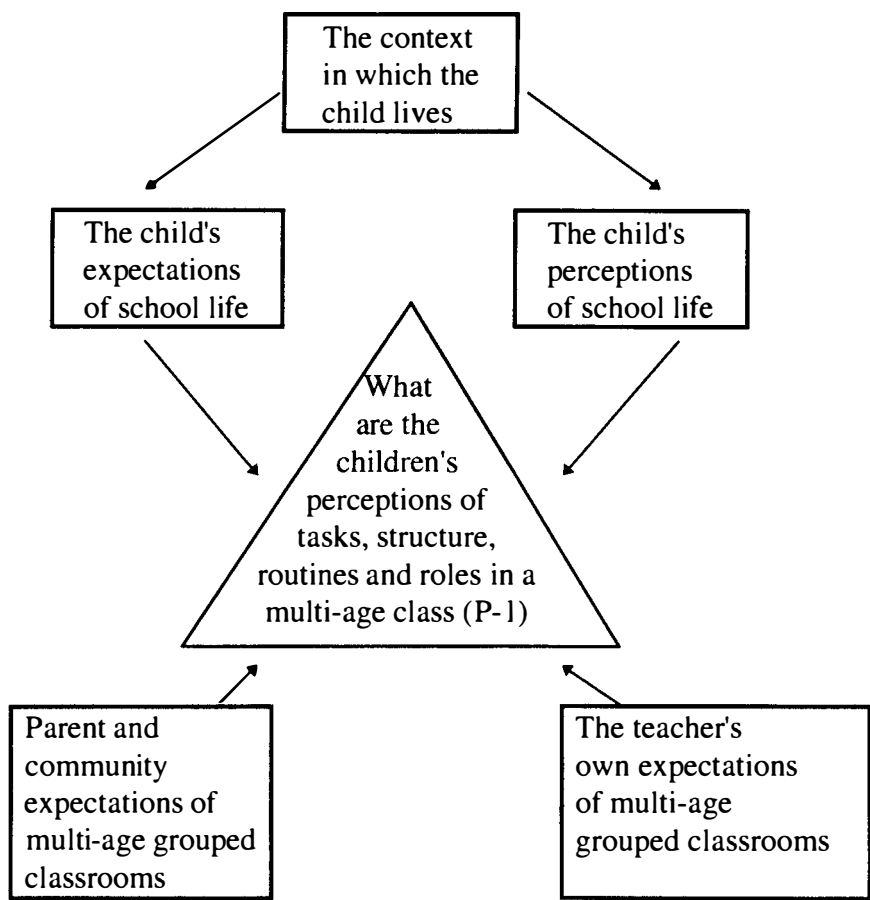 The context
in which the
child lives
The child's
expectations
of school life
The child's
perceptions
of school life
What
are the
children's
perceptions of
tasks, structure,
routines and roles in a
multi-age class (P-1)
Parent and
community
expectations of
multi-age grouped
classrooms
The teacher's
own expectations
of multi-age
grouped classrooms